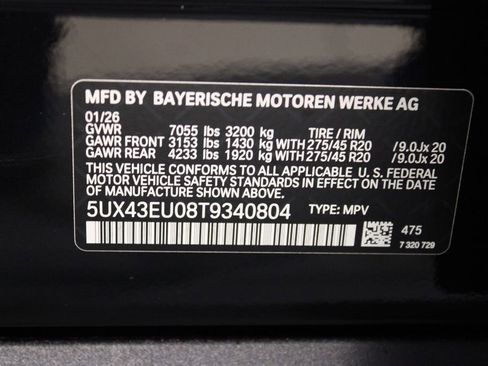 MFD BY BAYERISCHE MOTOREN WERKE AG
01/26
GVWR 7055 lbs 3200 kg TIRE / RIM
GAWR FRONT 3153 lbs 1430 kg WITH 275/45 R20 / 9.0Jx 20
GAWR REAR 4233 lbs 1920 kg WITH 275/45 R20 / 9.0Jx 20
THIS VEHICLE CONFORMS TO ALL APPLICABLE U.S. FEDERAL
MOTOR VEHICLE SAFETY STANDARDS IN EFFECT ON THE DATE
OF MANUFACTURE SHOWN ABOVE.
5UX43EU08T9340804 TYPE: MPV
475
7 320 729